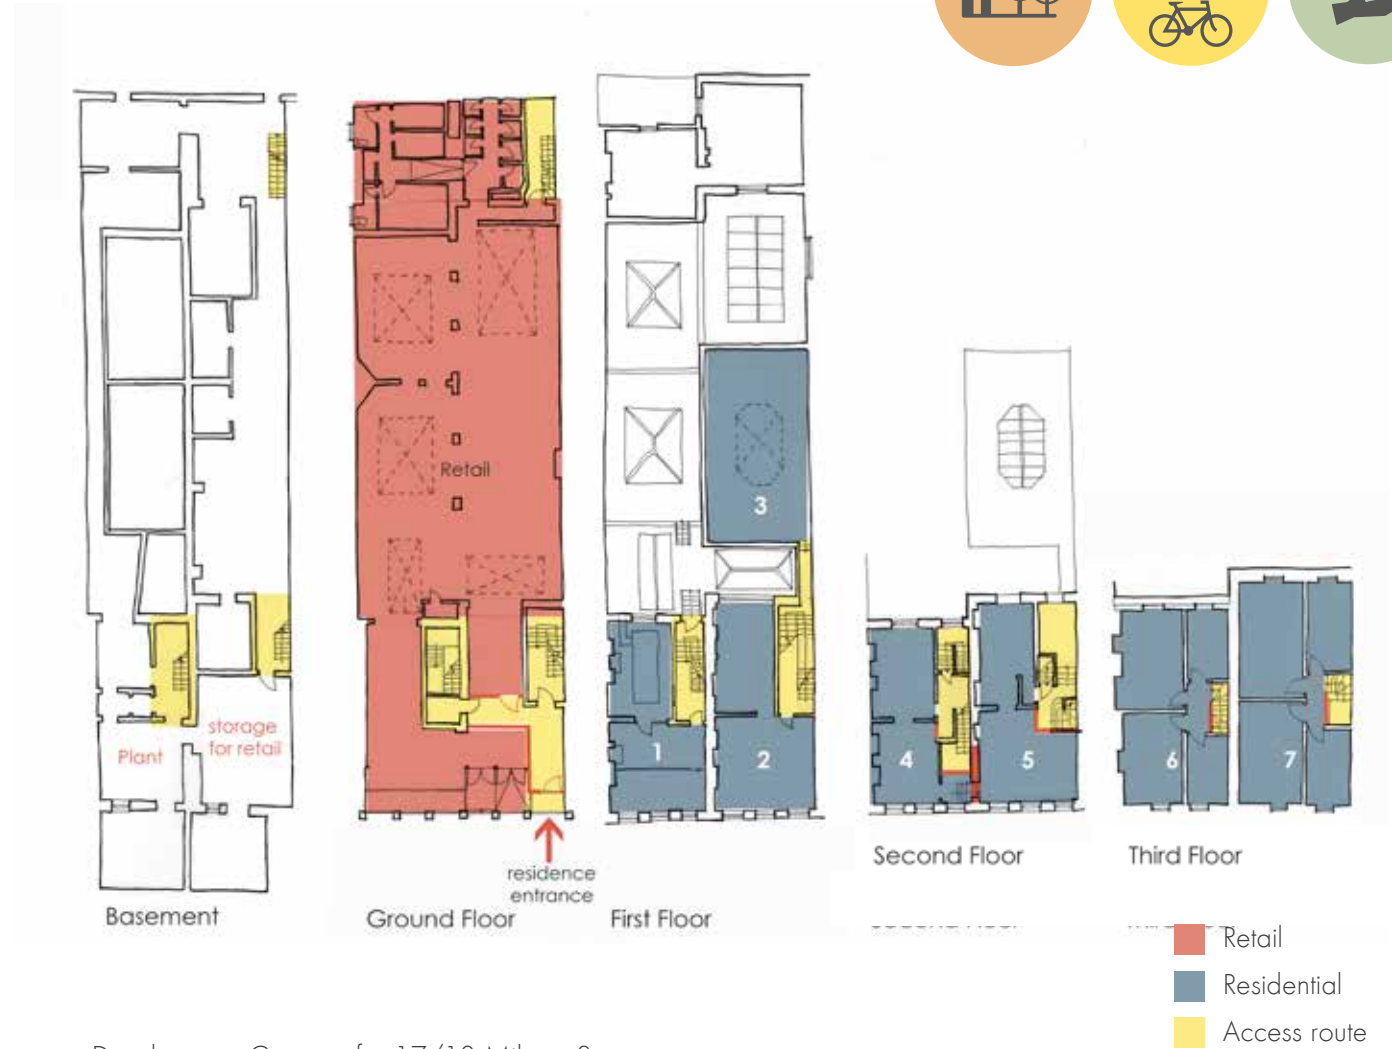 Retail
3
storage
for retail
Plant
1
2
4
5
6
7
residence
entrance
Second Floor
Third Floor
Basement
Ground Floor
First Floor
Retail
Residential
Access route